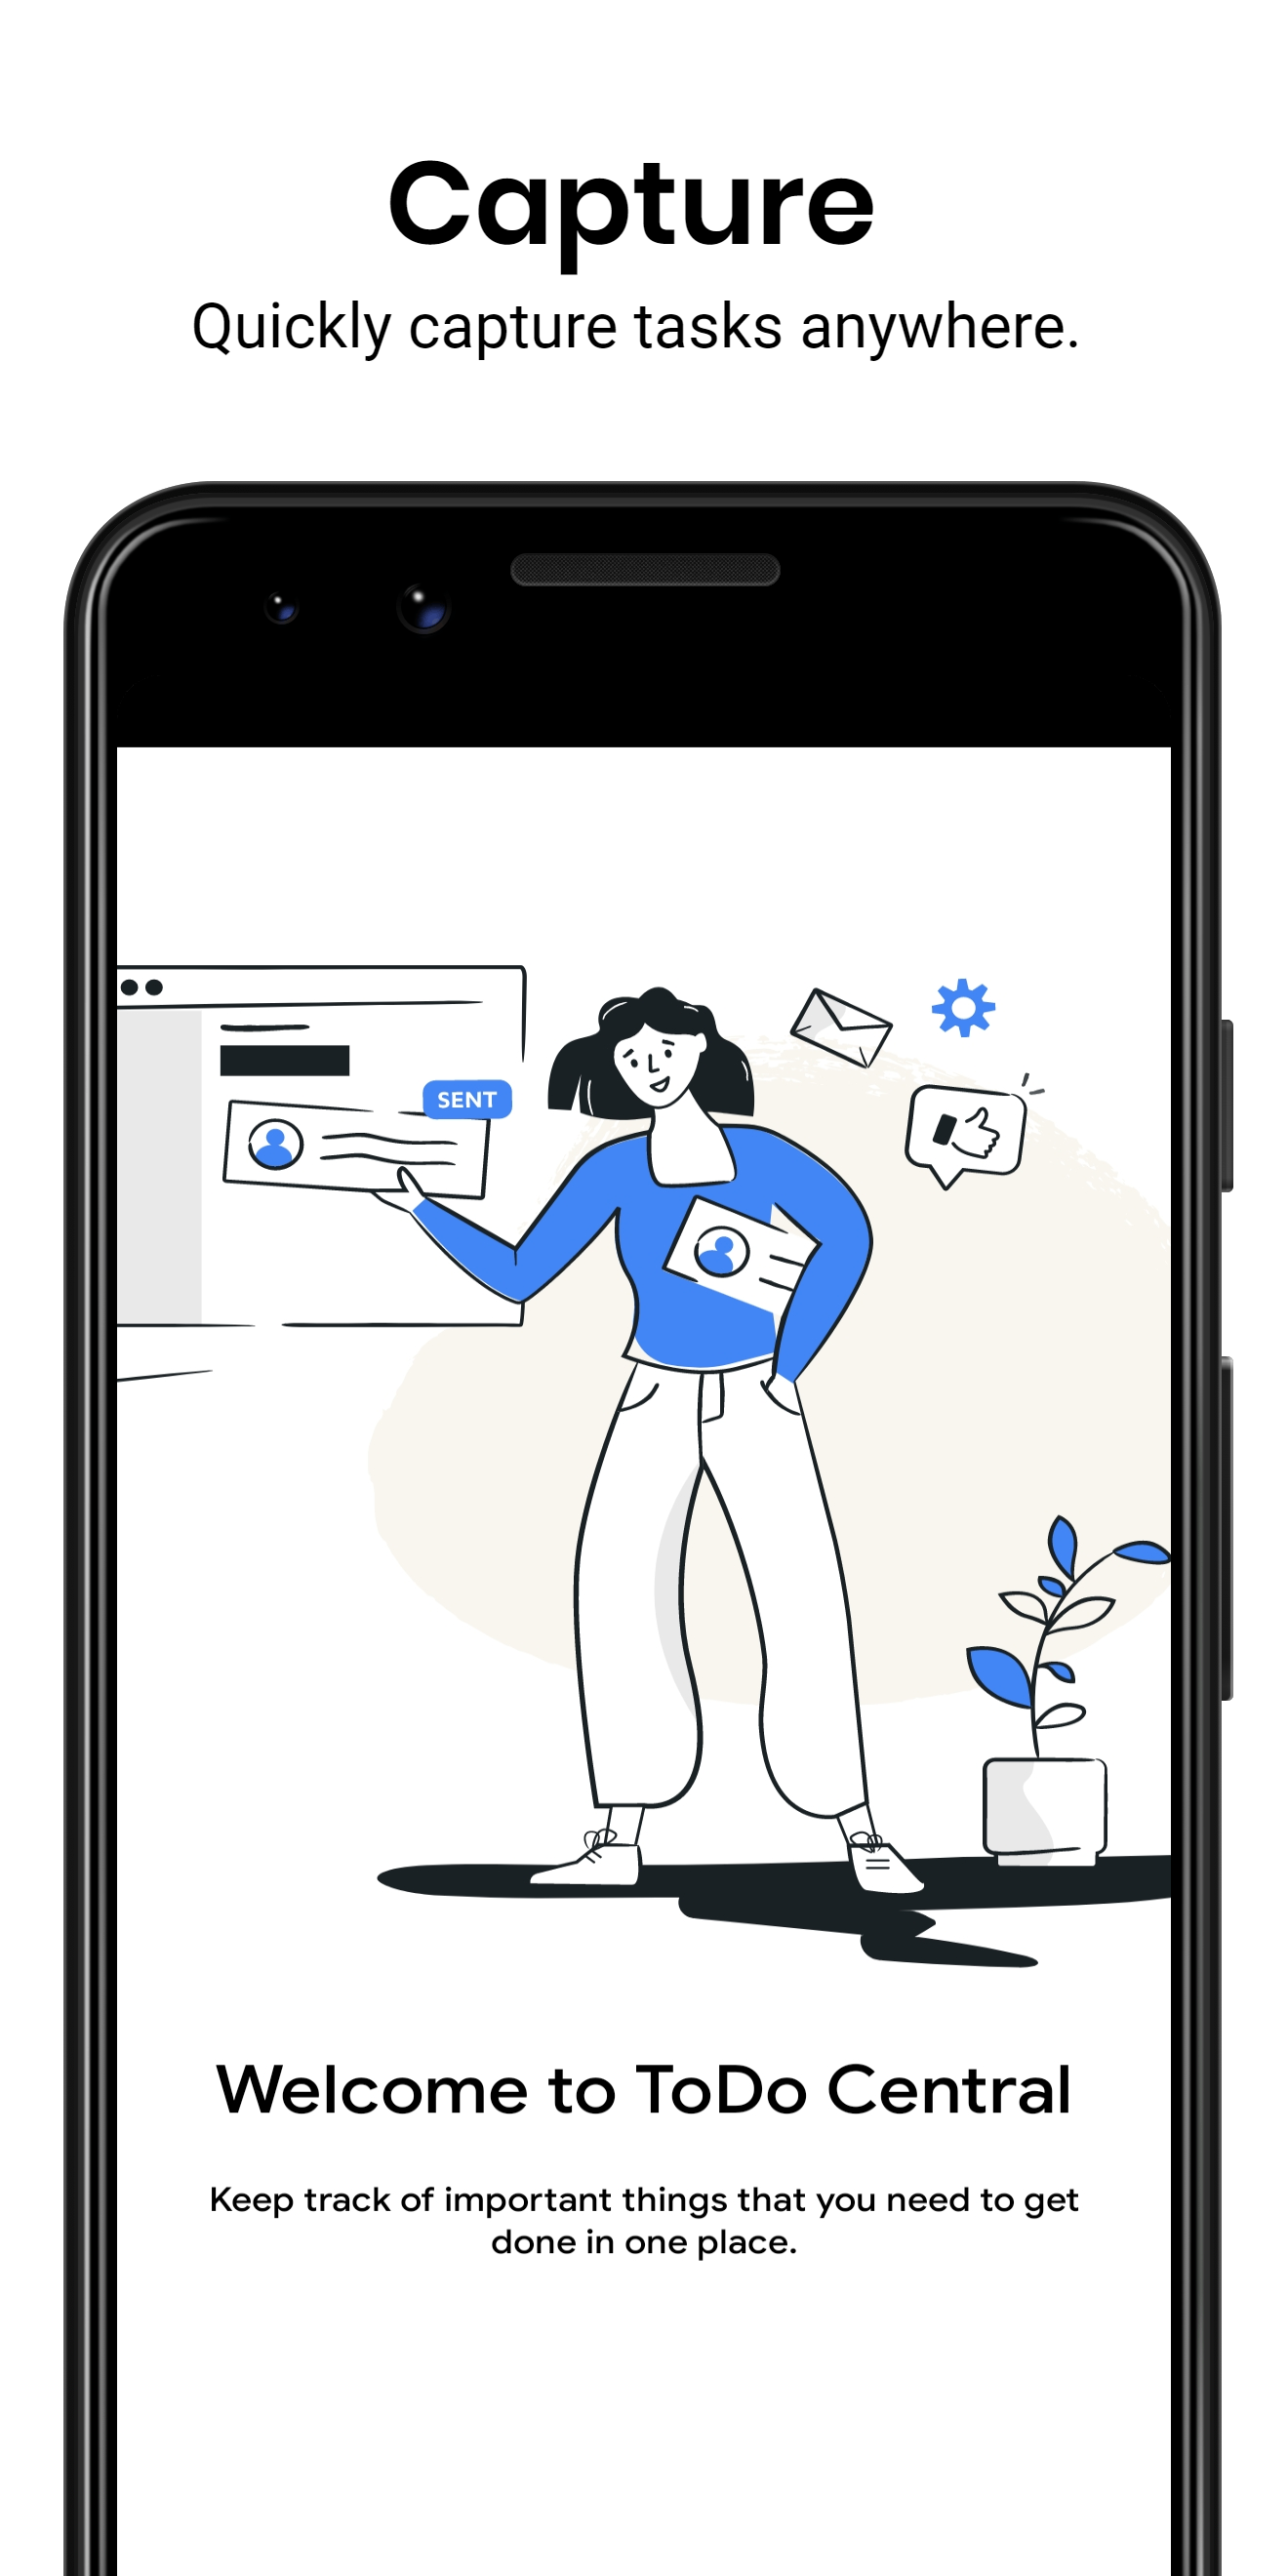 Capture
Quickly capture tasks anywhere.
SENT
Welcome to ToDo Central
Keep track of important things that you need to get
done in one place.